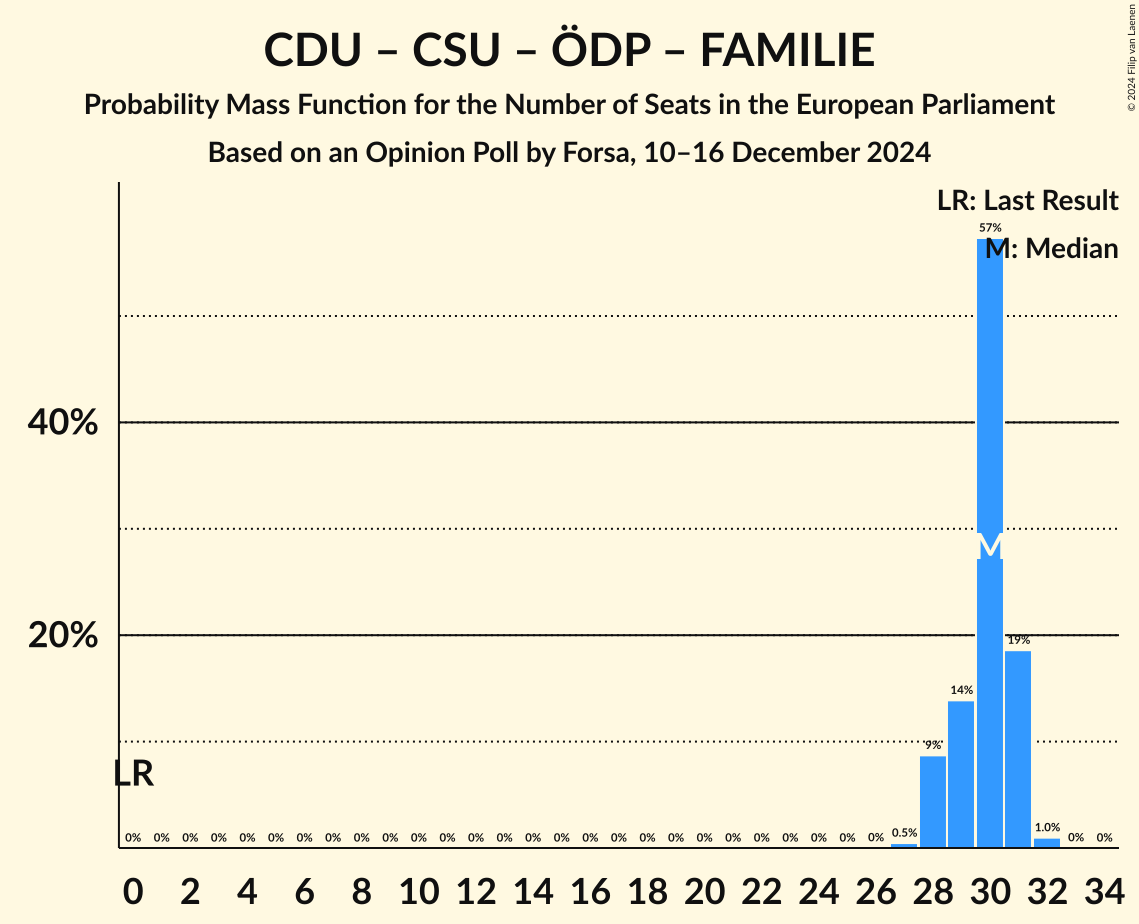 CDU – CSU – ÖDP – FAMILIE
Probability Mass Function for the Number of Seats in the European Parliament
Based on an Opinion Poll by Forsa, 10–16 December 2024
© 2024 Filip van Laenen
LR: Last Result
57%
M: Median
40%
M
20%
19%
14%
9%
LR
0% 0% 0% 0% 0% 0% 0% 0% 0% 0% 0% 0% 0% 0% 0% 0% 0% 0% 0% 0% 0% 0% 0% 0% 0% 0% 0% 0.5% 1.0% 0% 0%
0 2 4 6 8 10 12 14 16 18 20 22 24 26 28 30 32 34